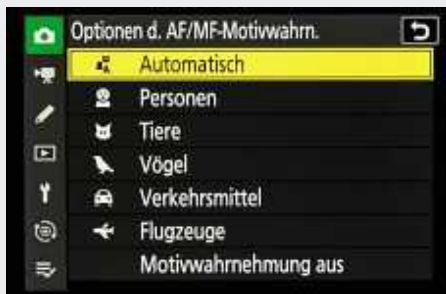 Optionen d. AF/MF-Motivwahrn.
Automatisch
Personen
Tiere
Vögel
Verkehrsmittel
Flugzeuge
Motivwahrnehmung aus